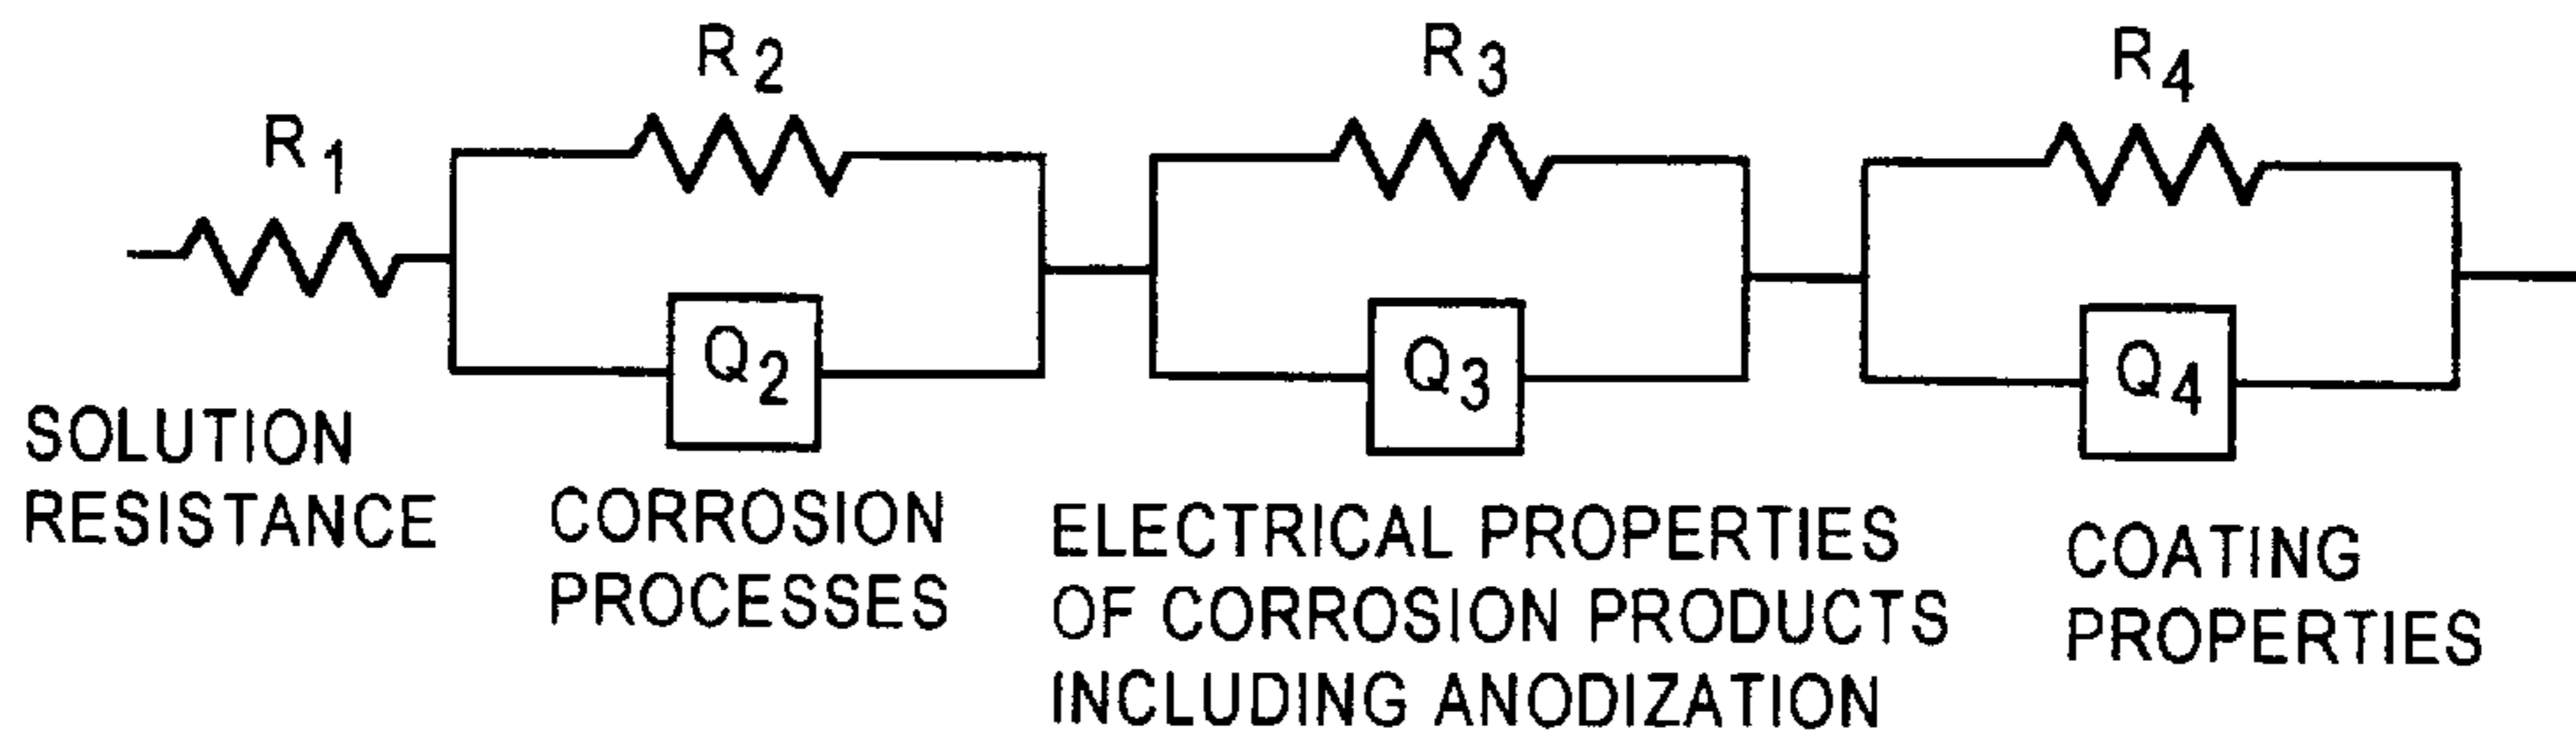 R1
R2
R3
R4
Q2
Q3
Q4
SOLUTION
RESISTANCE
CORROSION
PROCESSES
ELECTRICAL PROPERTIES
OF CORROSION PRODUCTS
INCLUDING ANODIZATION
COATING
PROPERTIES